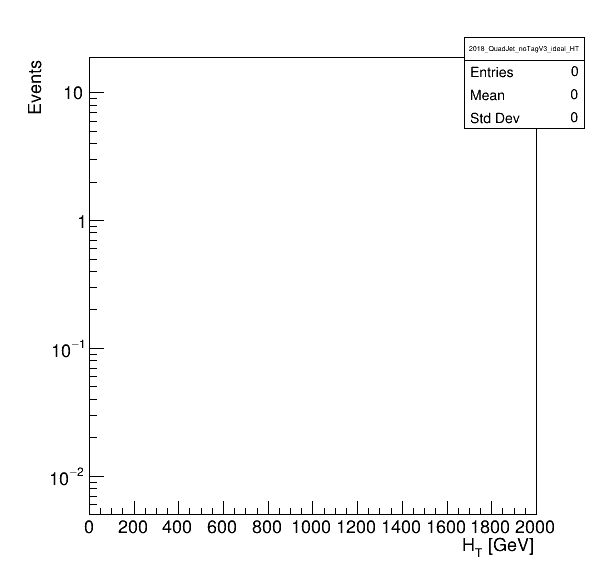 2018_QuadJet_noTagV3_ideal_HT
Entries 0
Mean 0
Std Dev 0
Events
10
1
10⁻¹
10⁻²
0 200 400 600 800 1000 1200 1400 1600 1800 2000
H_T [GeV]